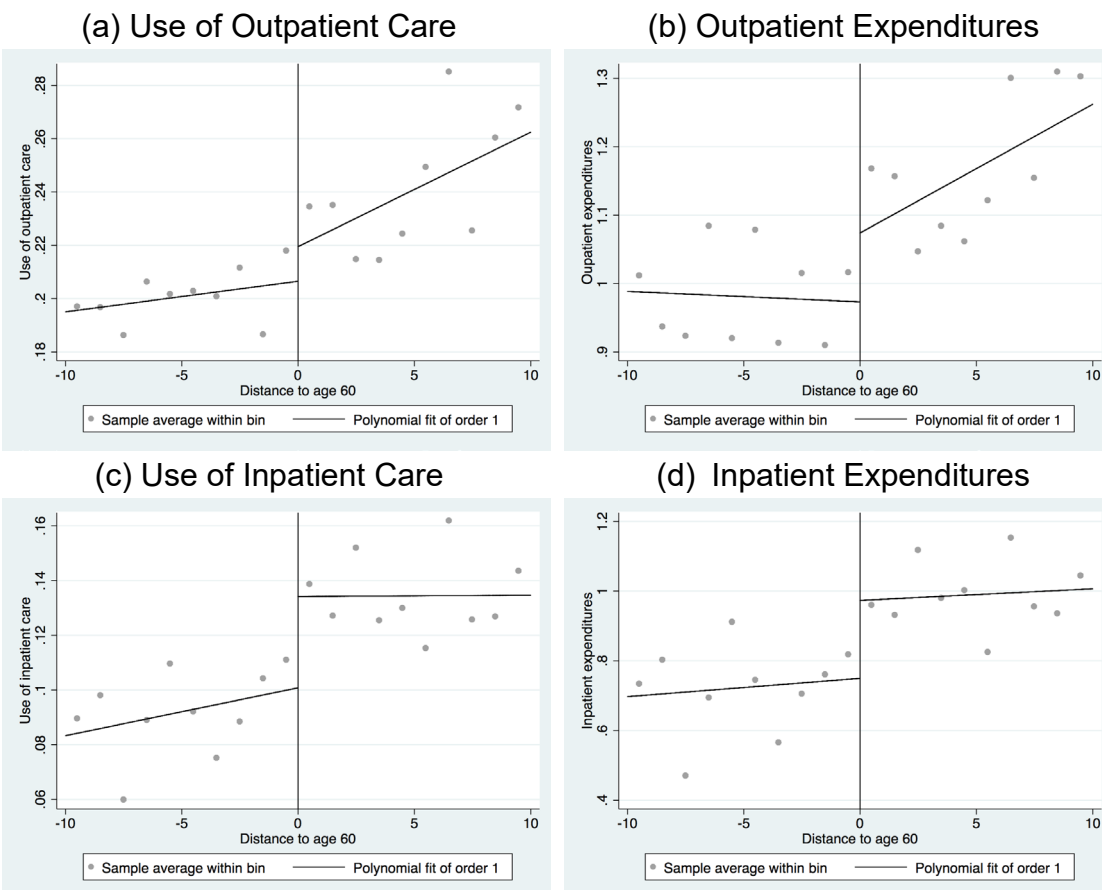 (a) Use of Outpatient Care
Use of outpatient care
.18 .2 .22 .24 .26 .28
-10 -5 0 5 10
Distance to age 60
Sample average within bin Polynomial fit of order 1
(b) Outpatient Expenditures
Oupatient expenditures
.9 1 1.1 1.2 1.3
-10 -5 0 5 10
Distance to age 60
Sample average within bin Polynomial fit of order 1
(c) Use of Inpatient Care
Use of inpatient care
.06 .08 .1 .12 .14 .16
-10 -5 0 5 10
Distance to age 60
Sample average within bin Polynomial fit of order 1
(d) Inpatient Expenditures
Inpatient expenditures
.4 .6 .8 1 1.2
-10 -5 0 5 10
Distance to age 60
Sample average within bin Polynomial fit of order 1